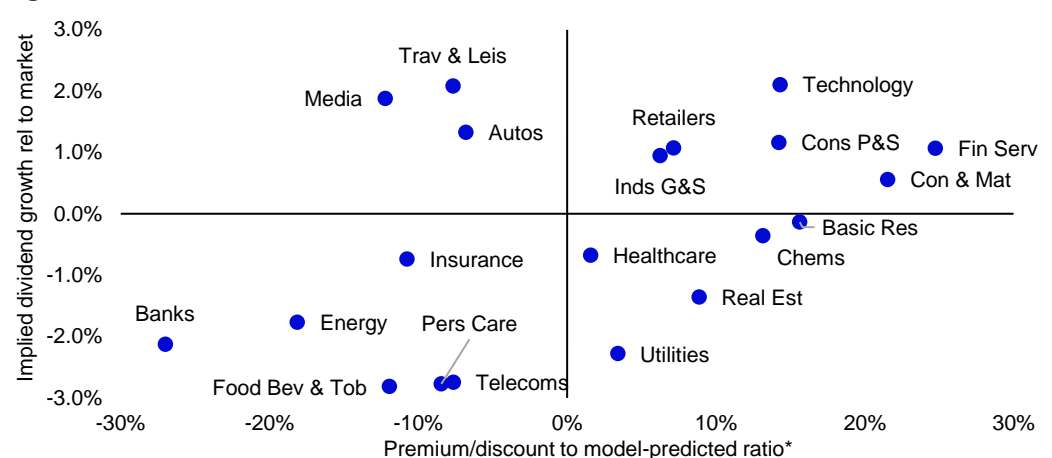 Implied dividend growth rel to market
3.0%
2.0%
1.0%
0.0%
-1.0%
-2.0%
-3.0%
Trav & Leis
Media
Autos
Technology
Retailers
Cons P&S
Fin Serv
Inds G&S
Con & Mat
Basic Res
Insurance
Healthcare
Chems
Real Est
Banks
Energy
Pers Care
Utilities
Food Bev & Tob
Telecoms
-30%
-20%
-10%
0%
10%
20%
30%
Premium/discount to model-predicted ratio*